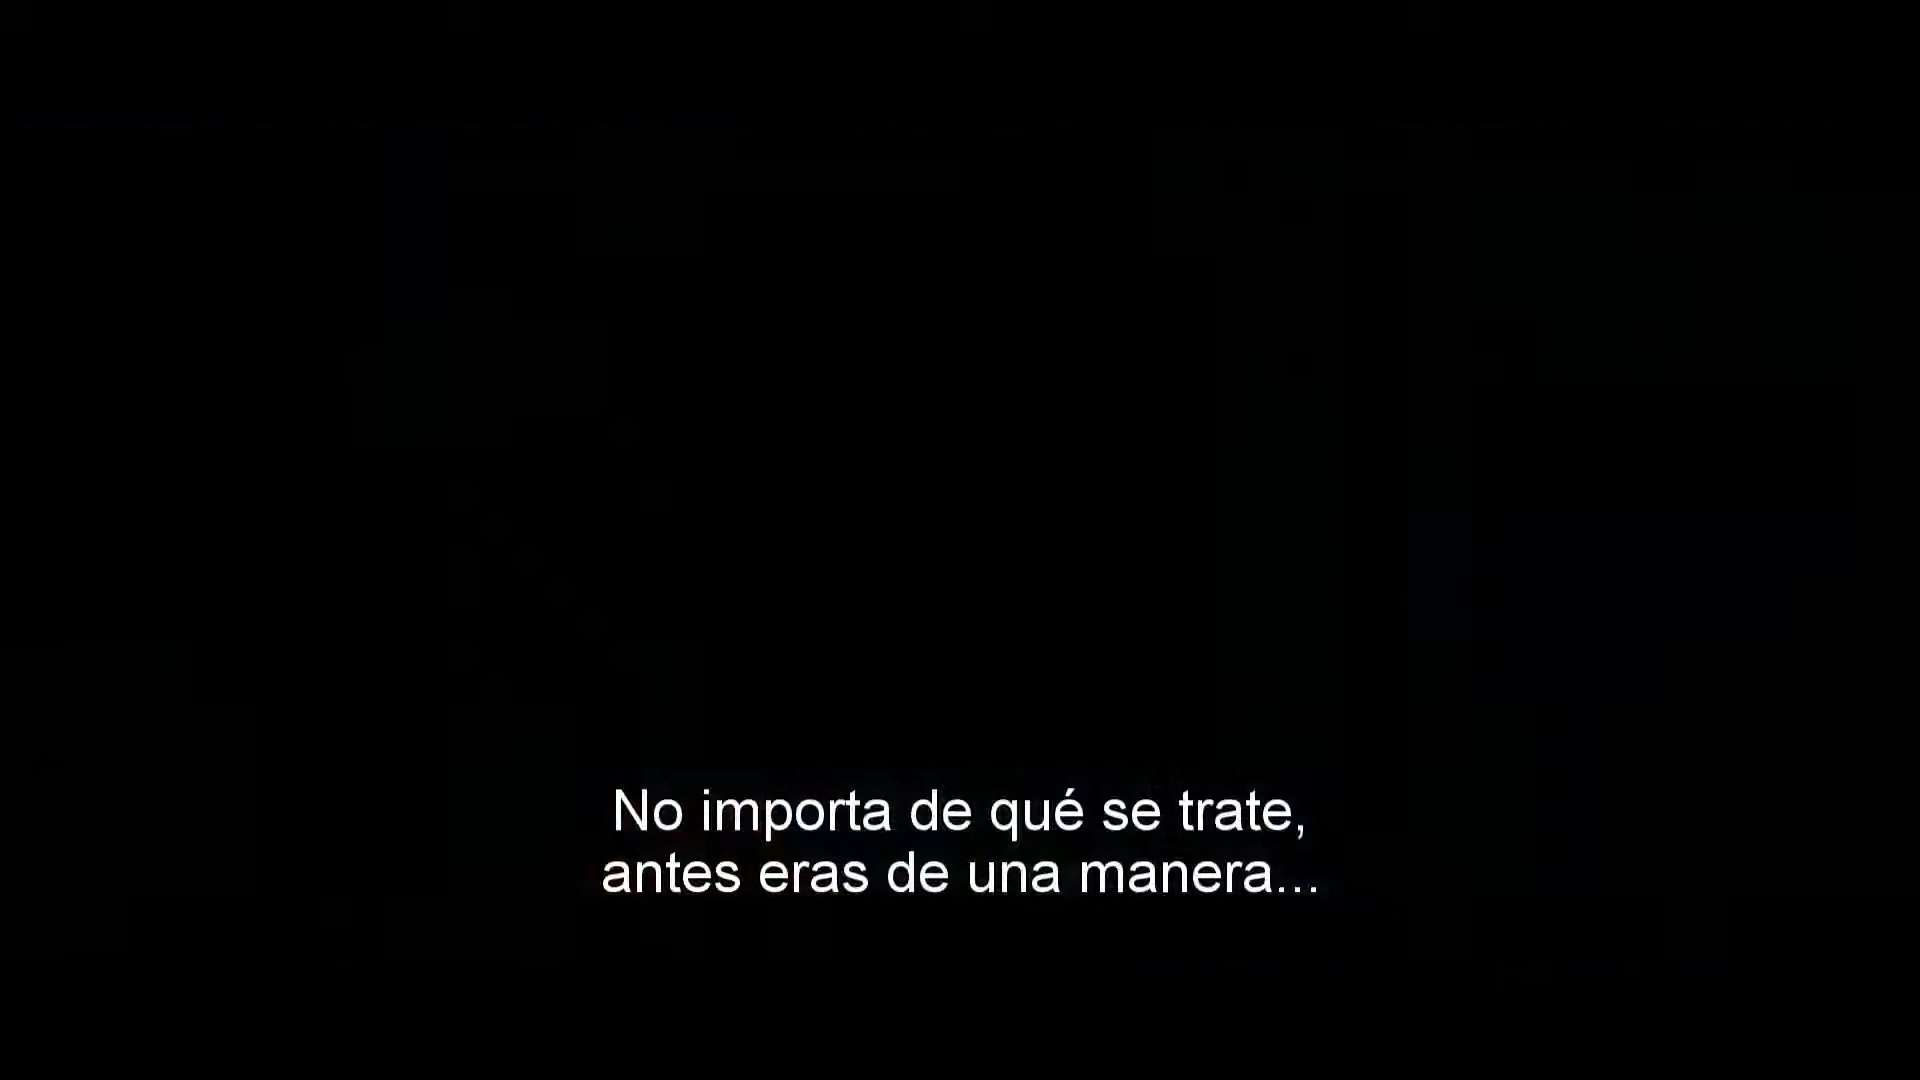 No importa de qué se trate,
antes eras de una manera...